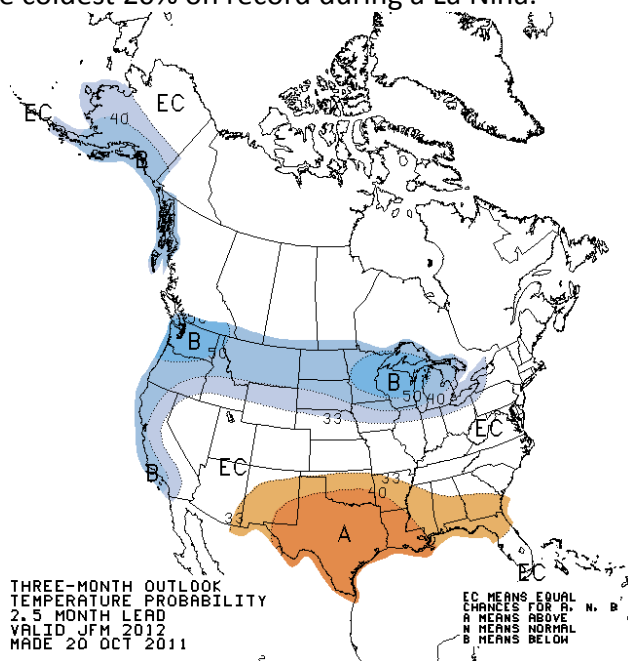 e coldest 20% on record during a La Niña.
EC
EC
40
B
B
50
B
50
40
33
EC
B
EC
33
40
33
A
EC
THREE-MONTH OUTLOOK
TEMPERATURE PROBABILITY
2.5 MONTH LEAD
VALID JFM 2012
MADE 20 OCT 2011
EC MEANS EQUAL
CHANCES FOR A, N, B
A MEANS ABOVE
N MEANS NORMAL
B MEANS BELOW